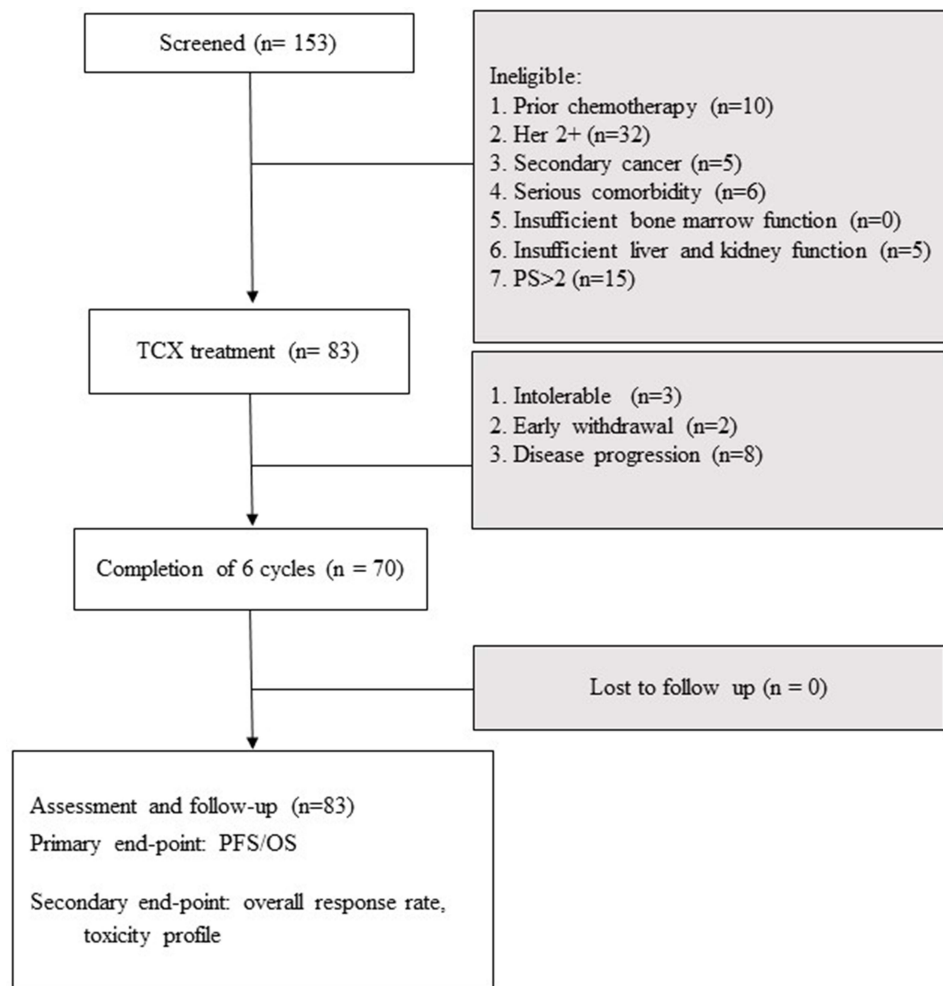 Screened (n= 153)
Ineligible:
1. Prior chemotherapy (n=10)
2. Her 2+ (n=32)
3. Secondary cancer (n=5)
4. Serious comorbidity (n=6)
5. Insufficient bone marrow function (n=0)
6. Insufficient liver and kidney function (n=5)
7. PS>2 (n=15)
TCX treatment (n= 83)
1. Intolerable (n=3)
2. Early withdrawal (n=2)
3. Disease progression (n=8)
Completion of 6 cycles (n = 70)
Lost to follow up (n = 0)
Assessment and follow-up (n=83)
Primary end-point: PFS/OS
Secondary end-point: overall response rate,
toxicity profile